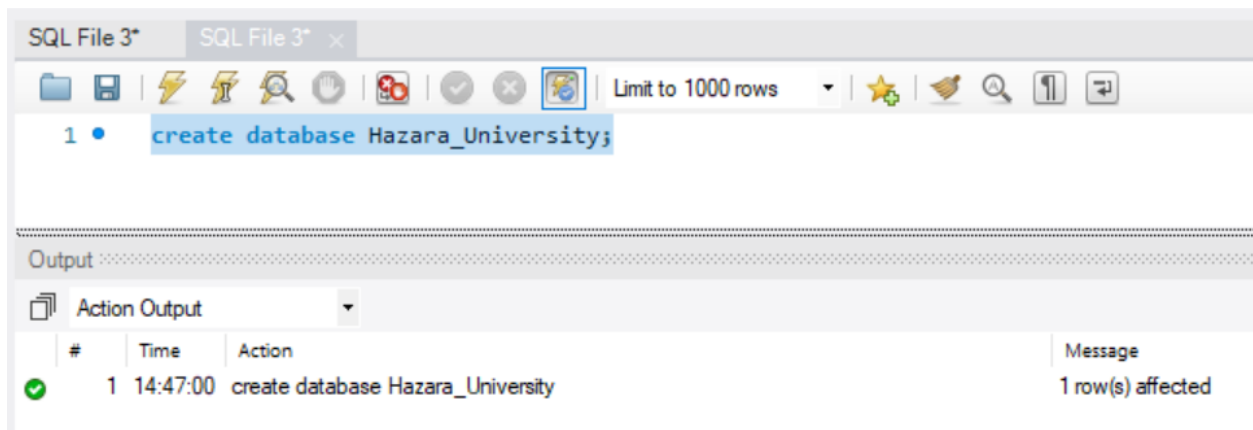 SQL File 3* SQL File 3* ×
Limit to 1000 rows
1 create database Hazara_University;
Output
Action Output
# Time Action Message
1 14:47:00 create database Hazara_University 1 row(s) affected